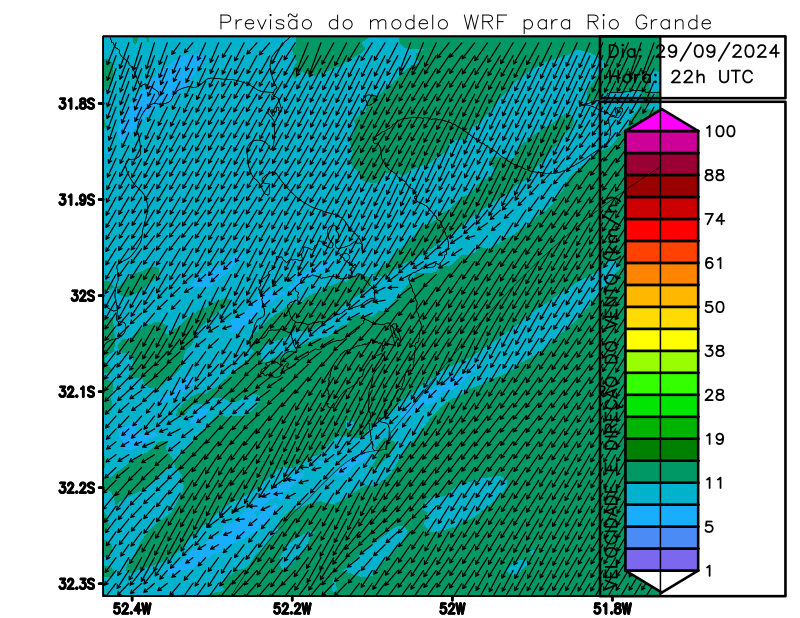 Previsão do modelo WRF para Rio Grande
Dia: 29/09/2024
Hora: 22h UTC
31.8S
31.9S
32S
32.1S
32.2S
32.3S
52.4W
52.2W
52W
51.8W
VELOCIDADE E DIREÇÃO DO VENTO (km/h)
100
88
74
61
50
38
28
19
11
5
1